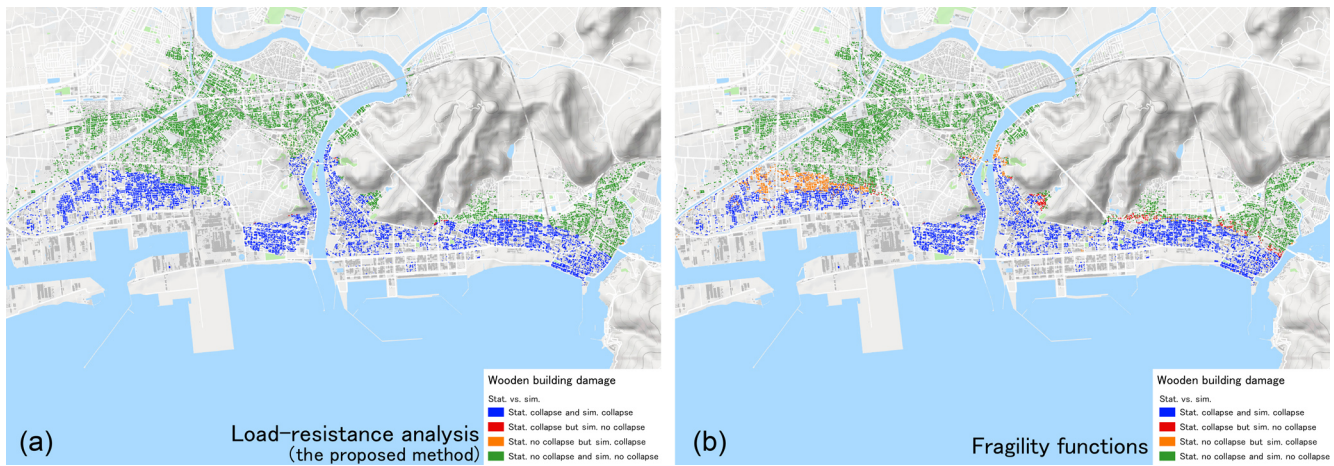 (a)
Load-resistance analysis
(the proposed method)
Wooden building damage
Stat. vs. sim.
Stat. collapse and sim. collapse
Stat. collapse but sim. no collapse
Stat. no collapse but sim. collapse
Stat. no collapse and sim. no collapse
(b)
Fragility functions
Wooden building damage
Stat. vs. sim.
Stat. collapse and sim. collapse
Stat. collapse but sim. no collapse
Stat. no collapse but sim. collapse
Stat. no collapse and sim. no collapse